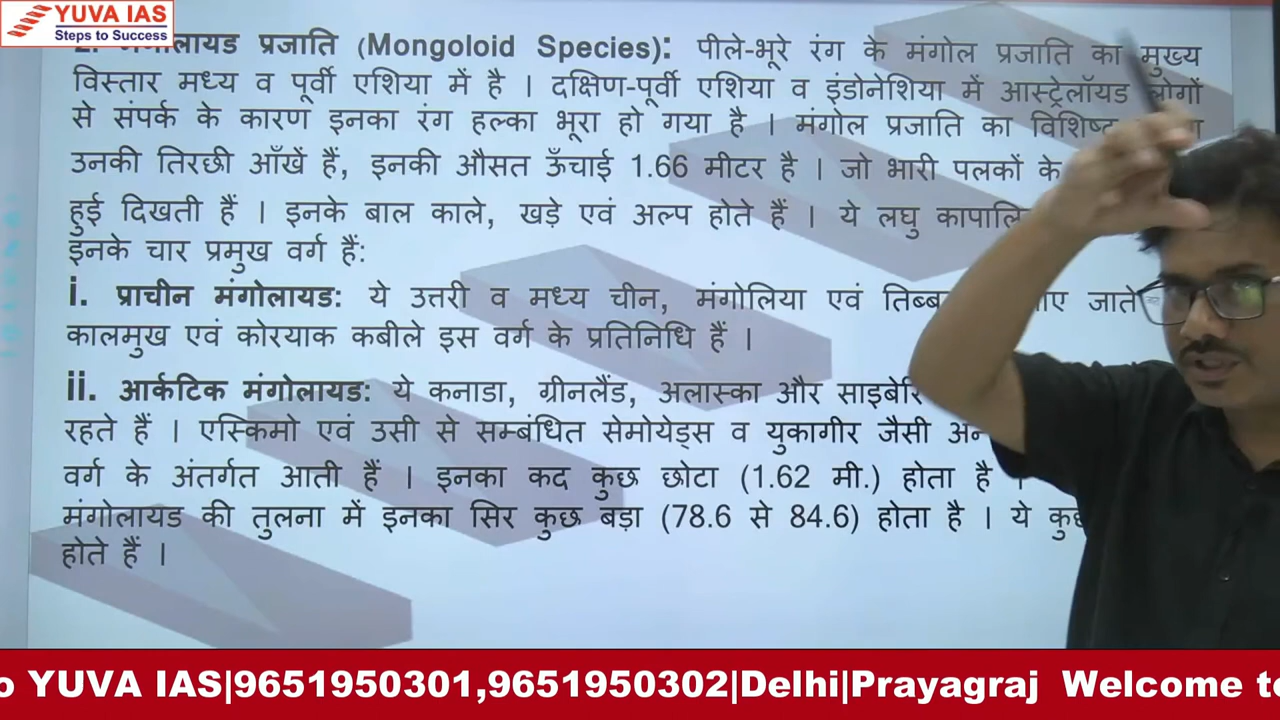 YUVA IAS
Steps to Success
प्रजाति (Mongoloid Species): पीले-भूरे रंग के मंगोल प्रजाति का मुख्य
विस्तार मध्य व पूर्वी एशिया में है । दक्षिण-पूर्वी एशिया व इंडोनेशिया में आस्ट्रेलॉयड लोगों
से संपर्क के कारण इनका रंग हल्का भूरा हो गया है । मंगोल प्रजाति का विशिष्ट
उनकी तिरछी आँखें हैं, इनकी औसत ऊँचाई 1.66 मीटर है । जो भारी पलकों के
हुई दिखती हैं । इनके बाल काले, खड़े एवं अल्प होते हैं । ये लघु
इनके चार प्रमुख वर्ग हैं:
i. प्राचीन मंगोलायड: ये उत्तरी व मध्य चीन, मंगोलिया एवं जाते
कालमुख एवं कोरयाक कबीले इस वर्ग के प्रतिनिधि हैं ।
ii. आर्कटिक मंगोलायड: ये कनाडा, ग्रीनलैंड, अलास्का और
रहते हैं । एस्किमो एवं उसी से सम्बंधित सेमोयेड्स व युकागीर जैसी
वर्ग के अंतर्गत आती हैं । इनका कद कुछ छोटा (1.62 मी.) होता है ।
मंगोलायड की तुलना में इनका सिर कुछ बड़ा (78.6 से 84.6) होता है । ये
होते हैं ।
o YUVA IAS|9651950301,9651950302|Delhi|Prayagraj Welcome to